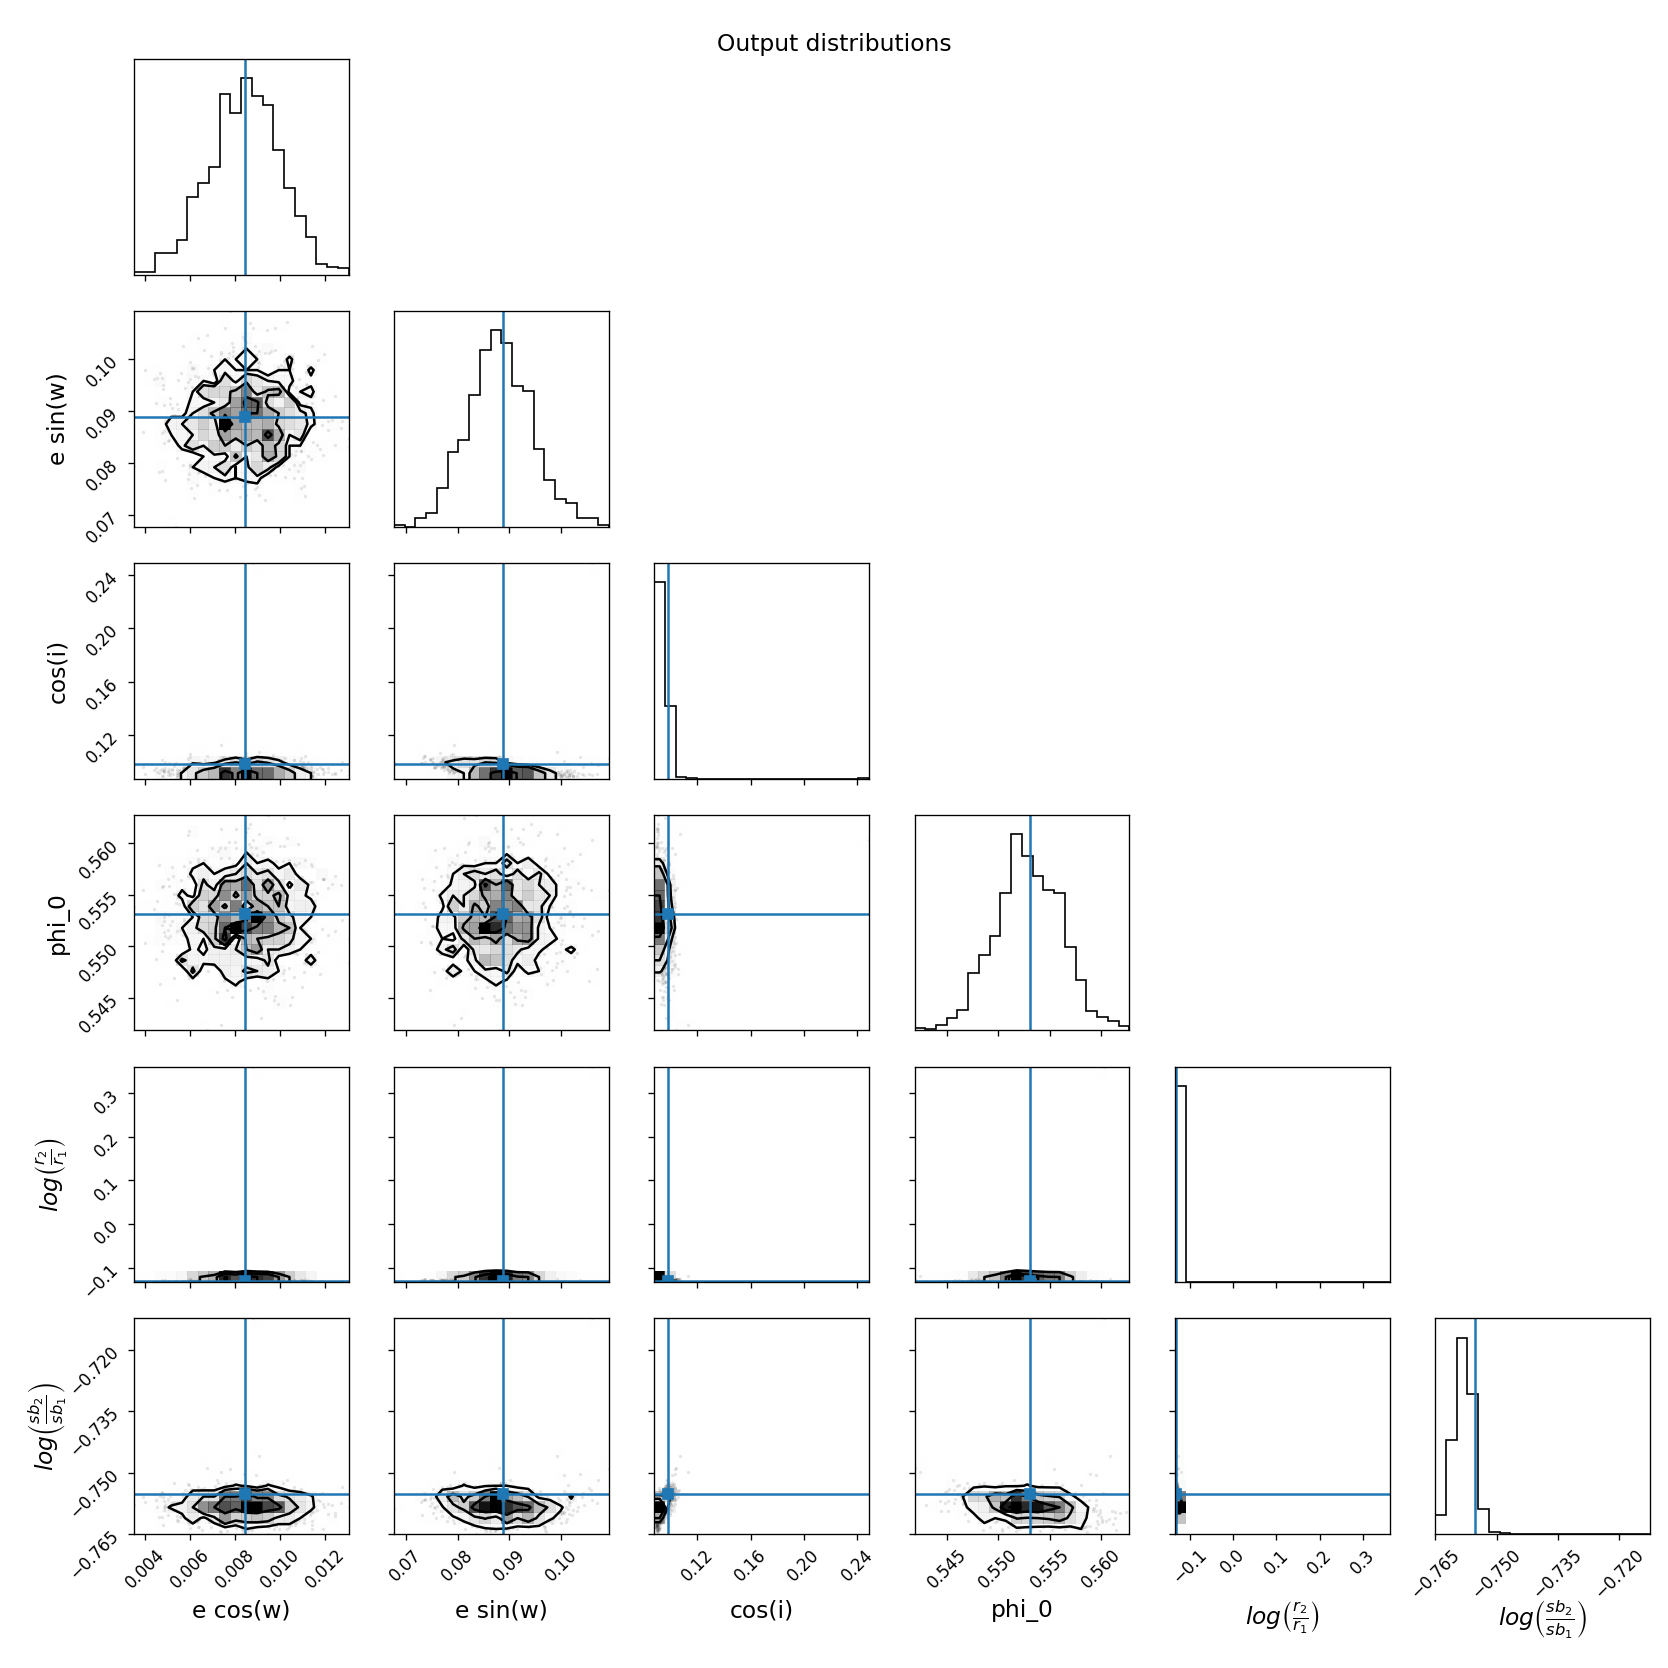 Output distributions
e sin(w)
0.10
0.09
0.08
0.07
cos(i)
0.24
0.20
0.16
0.12
phi_0
0.560
0.555
0.550
0.545
log(r₂/r₁)
0.3
0.2
0.1
0.0
−0.1
log(sb₂/sb₁)
−0.720
−0.735
−0.750
−0.765
0.004 0.006 0.008 0.010 0.012 0.07 0.08 0.09 0.10 0.12 0.16 0.20 0.24 0.545 0.550 0.555 0.560 −0.1 0.0 0.1 0.2 0.3 −0.765 −0.750 −0.735 −0.720
e cos(w) e sin(w) cos(i) phi_0 log(r₂/r₁) log(sb₂/sb₁)